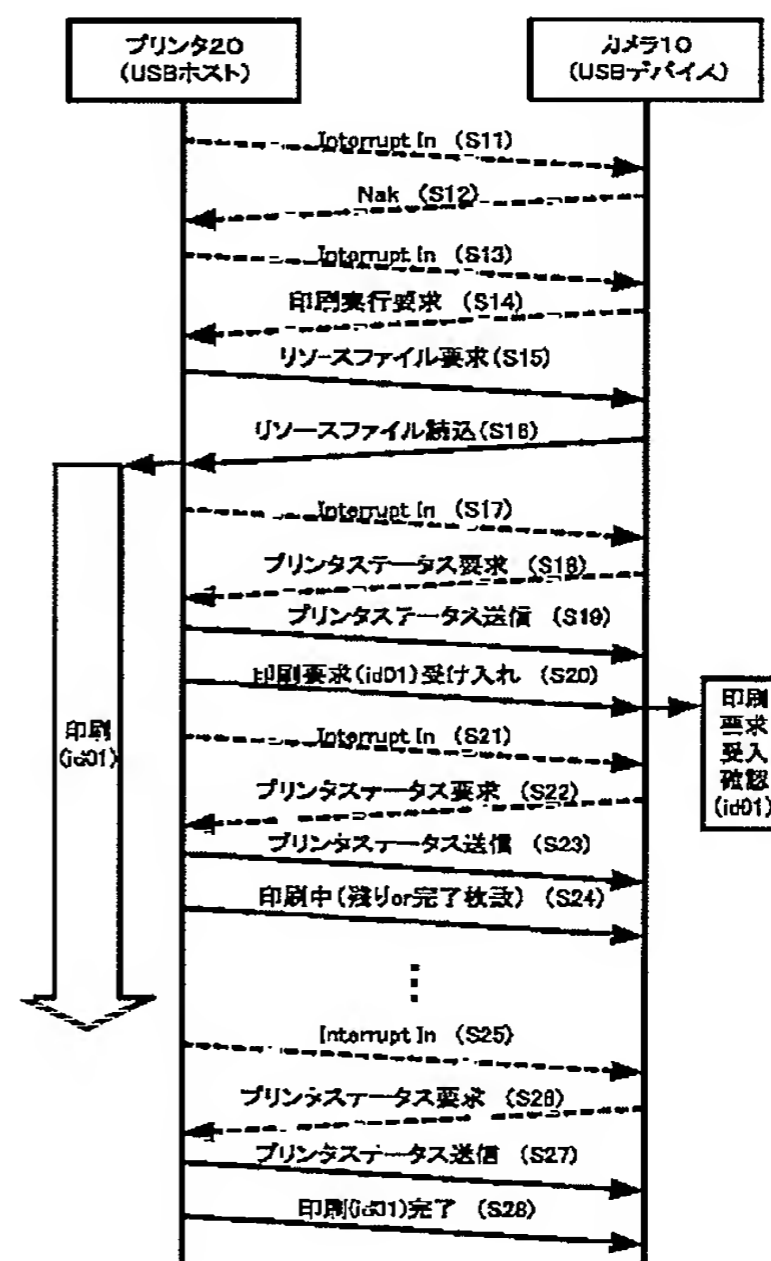 プリンタ20
(USBホスト)
カメラ10
(USBデバイス)
Interrupt In (S11)
Nak (S12)
Interrupt In (S13)
印刷実行要求 (S14)
リソースファイル要求(S15)
リソースファイル読込(S16)
Interrupt In (S17)
プリンタステータス要求 (S18)
プリンタステータス送信 (S19)
印刷要求(id01)受け入れ (S20)
印刷
要求
受入
確認
(id01)
印刷
(id01)
Interrupt In (S21)
プリンタステータス要求 (S22)
プリンタステータス送信 (S23)
印刷中(残りor完了枚数) (S24)
Interrupt In (S25)
プリンタステータス要求 (S26)
プリンタステータス送信 (S27)
印刷(id01)完了 (S28)